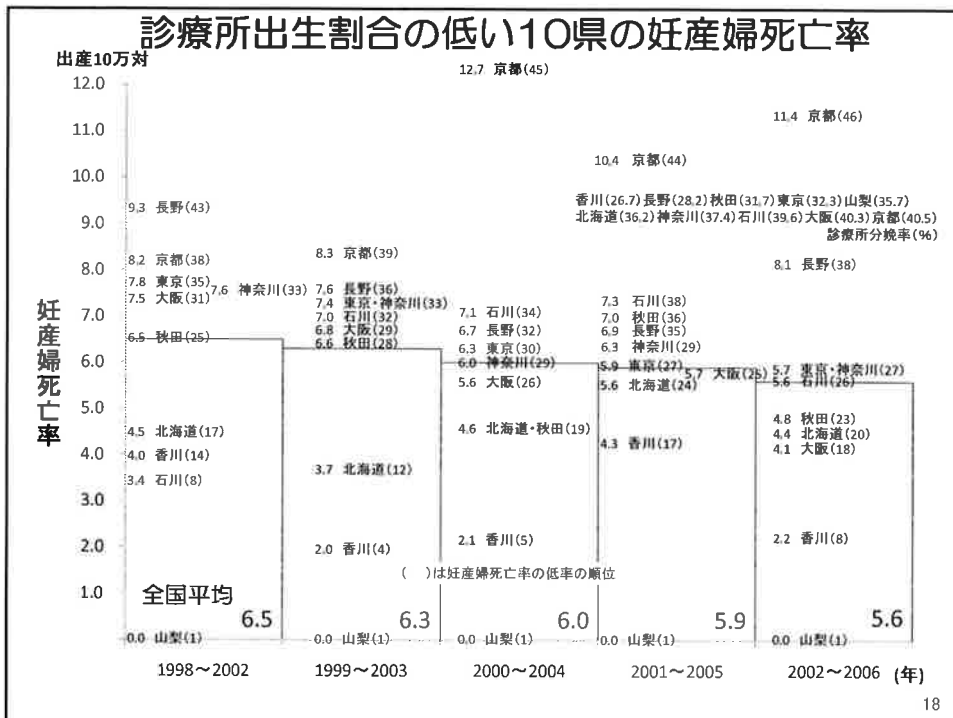 診療所出生割合の低い10県の妊産婦死亡率
出産10万対
12.7 京都(45)
12.0
11.0
10.0
9.0
8.0
7.0
6.0
5.0
4.0
3.0
2.0
1.0
妊産婦死亡率
9.3 長野(43)
8.2 京都(38)
7.8 東京(35)
7.6 神奈川(33)
7.5 大阪(31)
6.5 秋田(25)
4.5 北海道(17)
4.0 香川(14)
3.4 石川(8)
全国平均
6.5
0.0 山梨(1)
8.3 京都(39)
7.6 長野(36)
7.4 東京・神奈川(33)
7.0 石川(32)
6.8 大阪(29)
6.6 秋田(28)
3.7 北海道(12)
2.0 香川(4)
6.3
0.0 山梨(1)
7.1 石川(34)
6.7 長野(32)
6.3 東京(30)
6.0 神奈川(29)
5.6 大阪(26)
4.6 北海道・秋田(19)
2.1 香川(5)
6.0
0.0 山梨(1)
10.4 京都(44)
7.3 石川(38)
7.0 秋田(36)
6.9 長野(35)
6.3 神奈川(29)
5.9 東京(27)
5.7 大阪(25)
5.6 北海道(24)
4.3 香川(17)
5.9
0.0 山梨(1)
11.4 京都(46)
香川(26.7)長野(28.2)秋田(31.7)東京(32.3)山梨(35.7)
北海道(36.2)神奈川(37.4)石川(39.6)大阪(40.3)京都(40.5)
診療所分娩率(%)
8.1 長野(38)
5.7 東京・神奈川(27)
5.6 石川(26)
4.8 秋田(23)
4.4 北海道(20)
4.1 大阪(18)
2.2 香川(8)
5.6
0.0 山梨(1)
( )は妊産婦死亡率の低率の順位
1998～2002
1999～2003
2000～2004
2001～2005
2002～2006
(年)
18